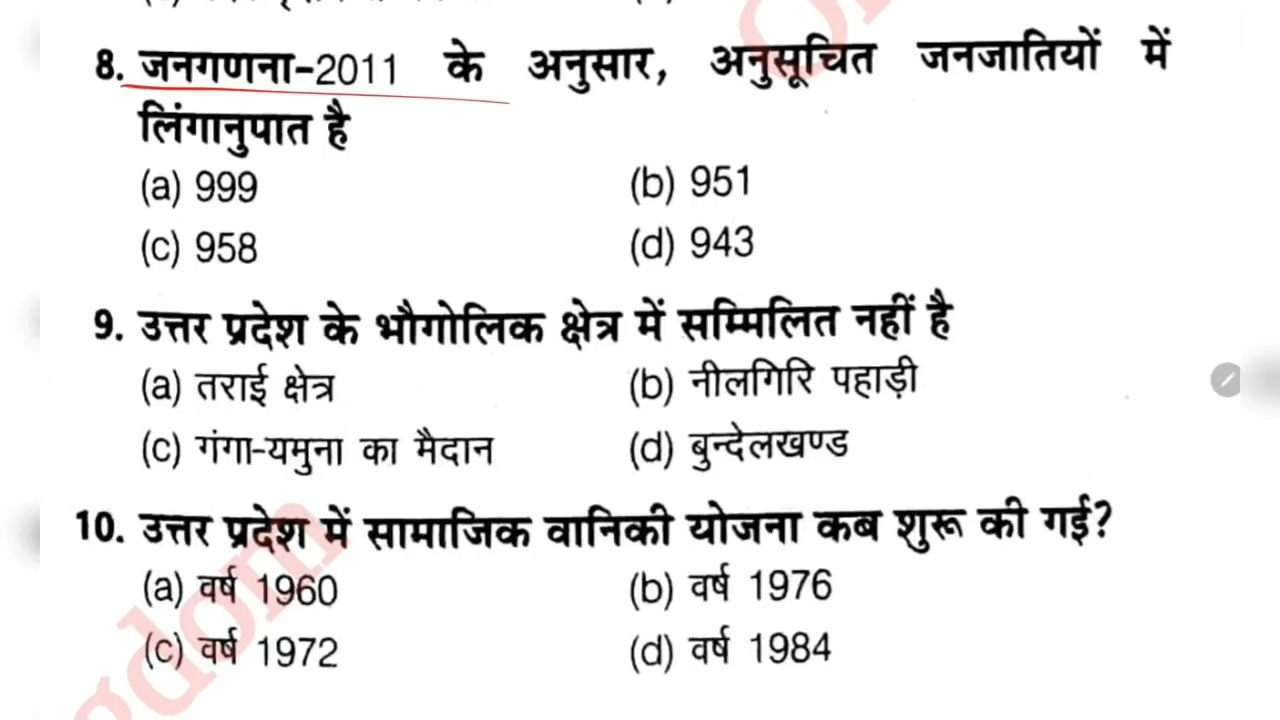 8. जनगणना-2011 के अनुसार, अनुसूचित जनजातियों में
लिंगानुपात है
(a) 999 (b) 951
(c) 958 (d) 943
9. उत्तर प्रदेश के भौगोलिक क्षेत्र में सम्मिलित नहीं है
(a) तराई क्षेत्र (b) नीलगिरि पहाड़ी
(c) गंगा-यमुना का मैदान (d) बुन्देलखण्ड
10. उत्तर प्रदेश में सामाजिक वानिकी योजना कब शुरू की गई?
(a) वर्ष 1960 (b) वर्ष 1976
(c) वर्ष 1972 (d) वर्ष 1984